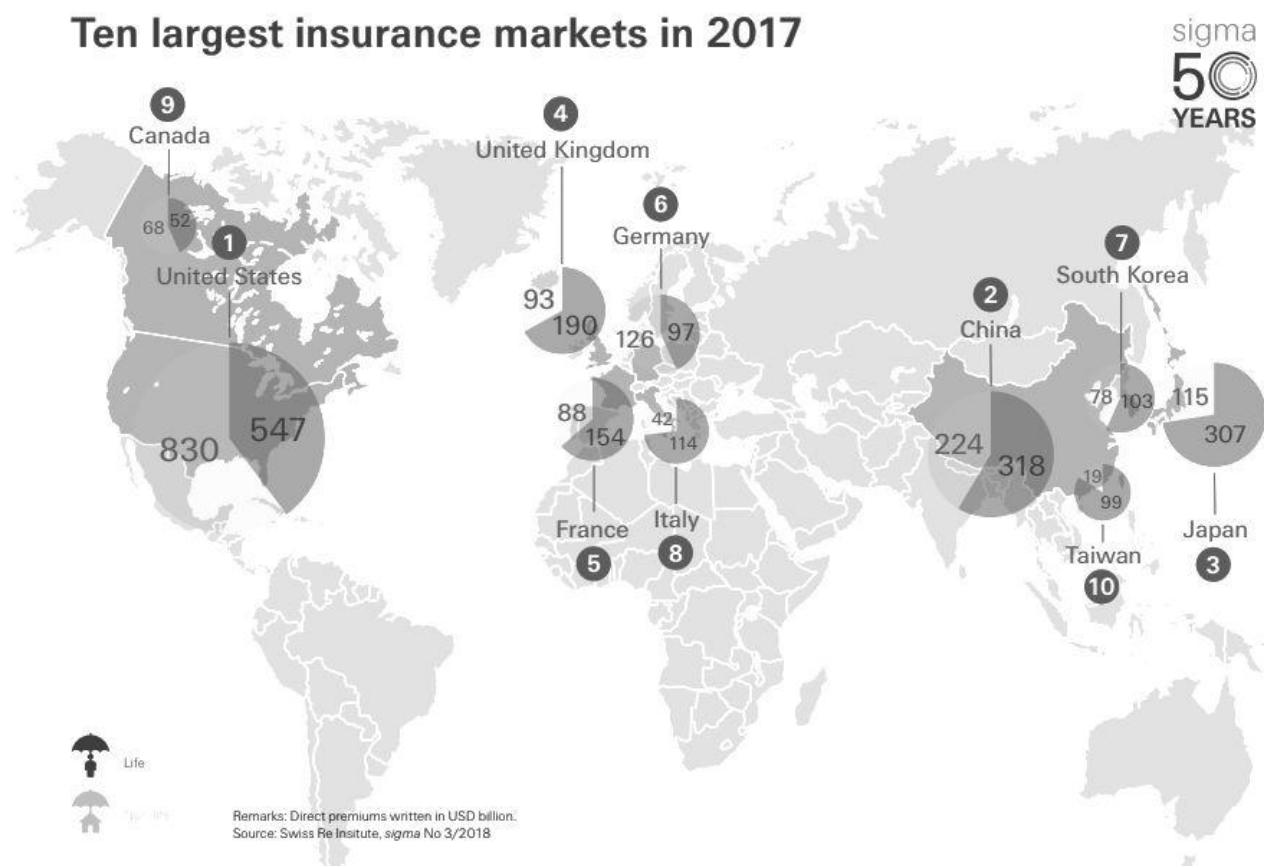 Ten largest insurance markets in 2017
sigma
50
YEARS
9
Canada
68
52
1
United States
830
547
4
United Kingdom
93
190
6
Germany
126
97
88
154
France
5
42
114
Italy
8
2
China
224
318
7
South Korea
78
103
19
99
Taiwan
10
115
307
Japan
3
Life
Remarks: Direct premiums written in USD billion.
Source: Swiss Re Insitute, sigma No 3/2018